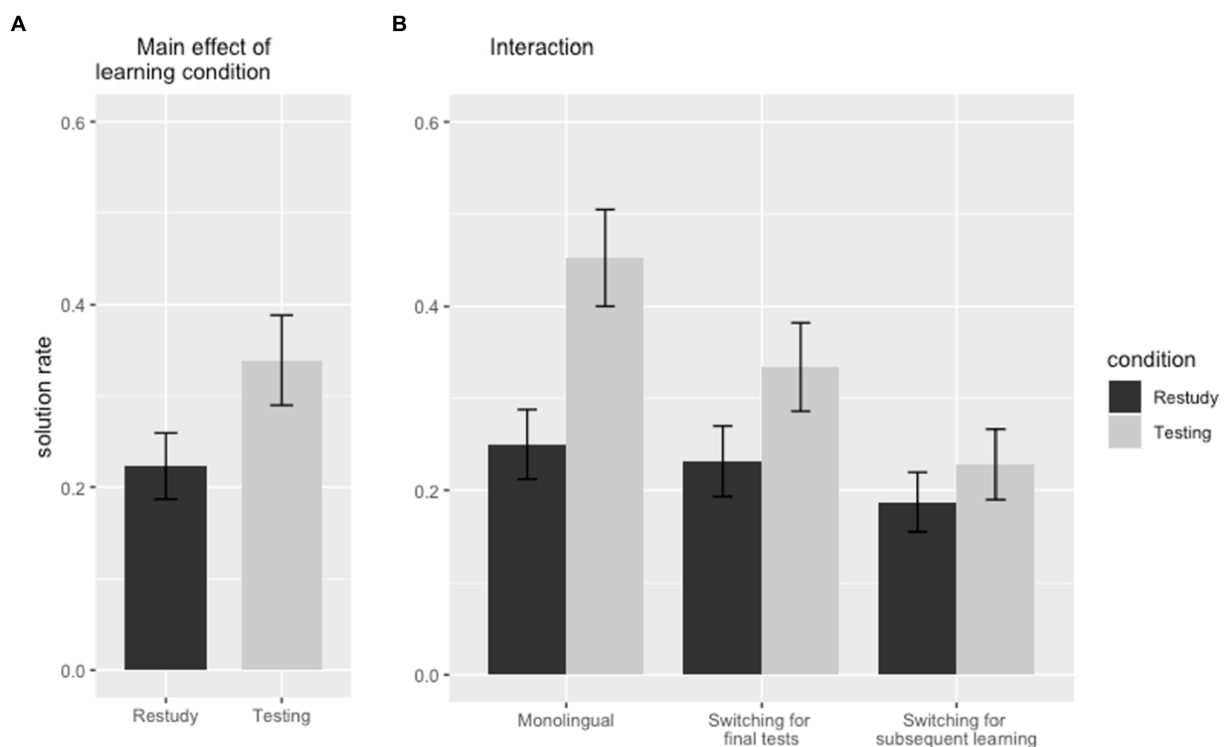 A
Main effect of
learning condition
solution rate
0.6
0.4
0.2
0.0
Restudy
Testing
B
Interaction
0.6
0.4
0.2
0.0
Monolingual
Switching for
final tests
Switching for
subsequent learning
condition
Restudy
Testing